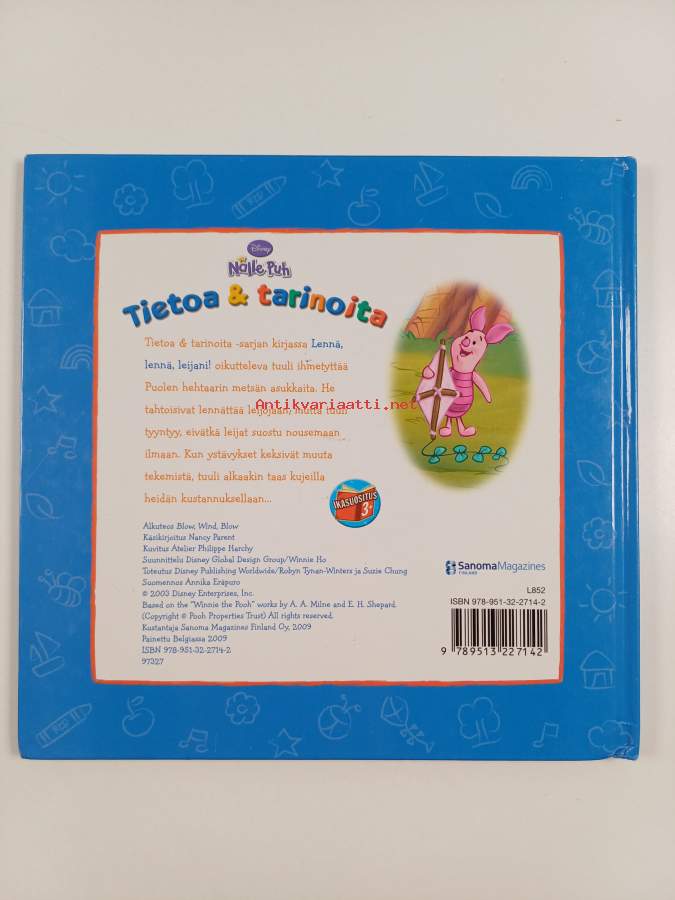 Disney
Nalle Puh
Tietoa & tarinoita
Tietoa & tarinoita -sarjan kirjassa Lennä,
lennä, leijani! oikutteleva tuuli ihmetyttää
Puolen hehtaarin metsän asukkaita. He
tahtoisivat lennättää leijojaan, mutta tuuli
tyyntyy, eivätkä leijat suostu nousemaan
ilmaan. Kun ystävykset keksivät muuta
tekemistä, tuuli alkaakin taas kujeilla
heidän kustannuksellaan...
Antikvariaatti.net
IKÄSUOSITUS
3+
Alkuteos Blow, Wind, Blow
Käsikirjoitus Nancy Parent
Kuvitus Atelier Philippe Harchy
Suunnittelu Disney Global Design Group/Winnie Ho
Toteutus Disney Publishing Worldwide/Robyn Tynan-Winters ja Suzie Chung
Suomennos Annika Eräpuro
© 2003 Disney Enterprises, Inc.
Based on the "Winnie the Pooh" works by A. A. Milne and E. H. Shepard.
(Copyright © Pooh Properties Trust) All rights reserved.
Kustantaja Sanoma Magazines Finland Oy, 2009
Painettu Belgiassa 2009
ISBN 978-951-32-2714-2
97327
SanomaMagazines
FINLAND
L852
ISBN 978-951-32-2714-2
9 789513 227142